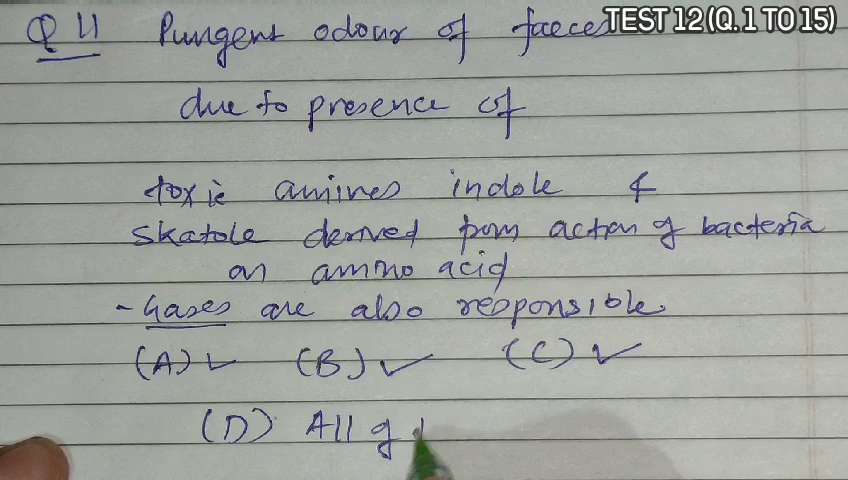 TEST 12 (Q. 1 TO 15)
Q 11 Pungent odour of faeces
due to presence of
toxic amines indole &
skatole derived from action of bacteria
on amino acid
- Gases are also responsible.
(A) ✓ (B) ✓ (C) ✓
(D) All of